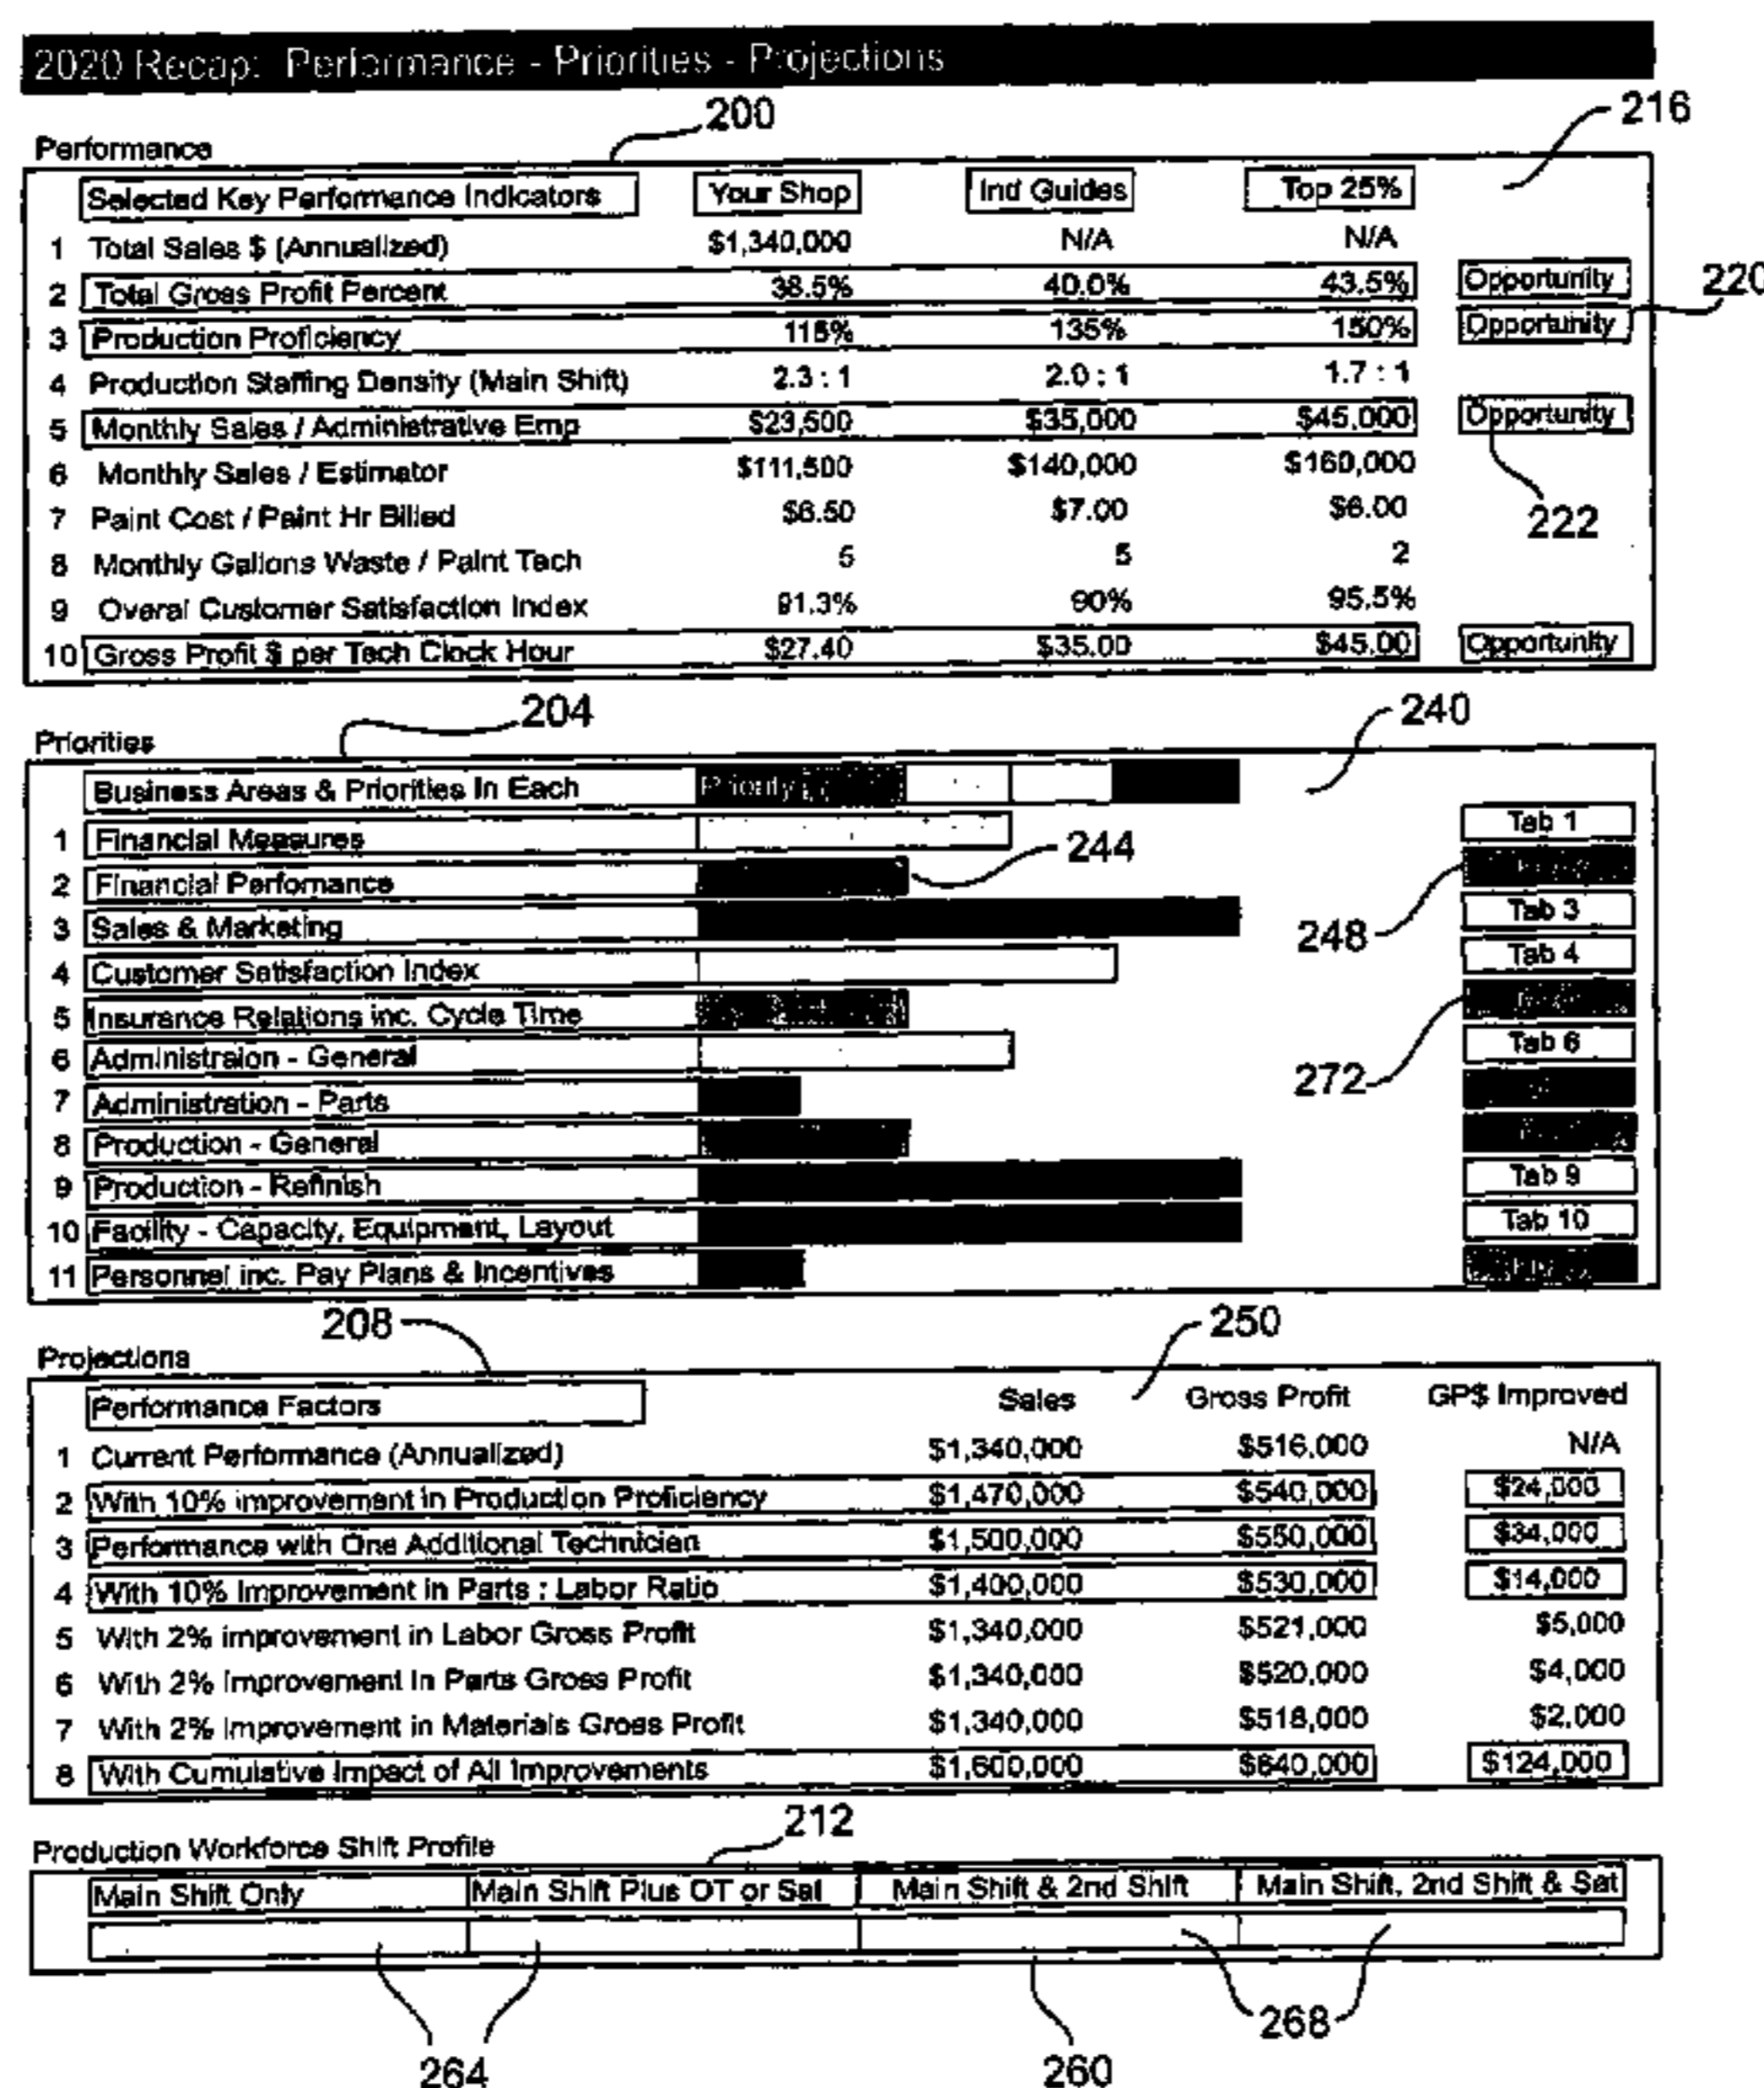 2020 Recap: Performance - Priorities - Projections
200
216
Performance
Selected Key Performance Indicators Your Shop Ind Guides Top 25%
1 Total Sales $ (Annualized) $1,340,000 N/A N/A
2 Total Gross Profit Percent 38.5% 40.0% 43.5% Opportunity
220
3 Production Proficiency 118% 135% 150% Opportunity
4 Production Staffing Density (Main Shift) 2.3 : 1 2.0 : 1 1.7 : 1
5 Monthly Sales / Administrative Emp $23,500 $35,000 $45,000 Opportunity
6 Monthly Sales / Estimator $111,500 $140,000 $160,000
7 Paint Cost / Paint Hr Billed $6.50 $7.00 $6.00
222
8 Monthly Gallons Waste / Paint Tech 5 5 2
9 Overal Customer Satisfaction Index 91.3% 90% 95.5%
10 Gross Profit $ per Tech Clock Hour $27.40 $35.00 $45.00 Opportunity
204
240
Priorities
Business Areas & Priorities In Each Priority
1 Financial Measures Tab 1
244
2 Financial Perfomance
3 Sales & Marketing Tab 3
248
4 Customer Satisfaction Index Tab 4
5 Insurance Relations inc. Cycle Time
6 Administraion - General Tab 6
272
7 Administration - Parts
8 Production - General
9 Production - Refinish Tab 9
10 Facility - Capacity, Equipment, Layout Tab 10
11 Personnel inc. Pay Plans & Incentives
208
250
Projections
Performance Factors Sales Gross Profit GP$ Improved
1 Current Performance (Annualized) $1,340,000 $516,000 N/A
2 With 10% improvement in Production Proficiency $1,470,000 $540,000 $24,000
3 Performance with One Additional Technician $1,500,000 $550,000 $34,000
4 With 10% Improvement in Parts : Labor Ratio $1,400,000 $530,000 $14,000
5 With 2% improvement in Labor Gross Profit $1,340,000 $521,000 $5,000
6 With 2% Improvement In Parts Gross Profit $1,340,000 $520,000 $4,000
7 With 2% Improvement in Materials Gross Profit $1,340,000 $518,000 $2,000
8 With Cumulative Impact of All Improvements $1,600,000 $640,000 $124,000
212
Production Workforce Shift Profile
Main Shift Only Main Shift Plus OT or Sat Main Shift & 2nd Shift Main Shift, 2nd Shift & Sat
268
264
260